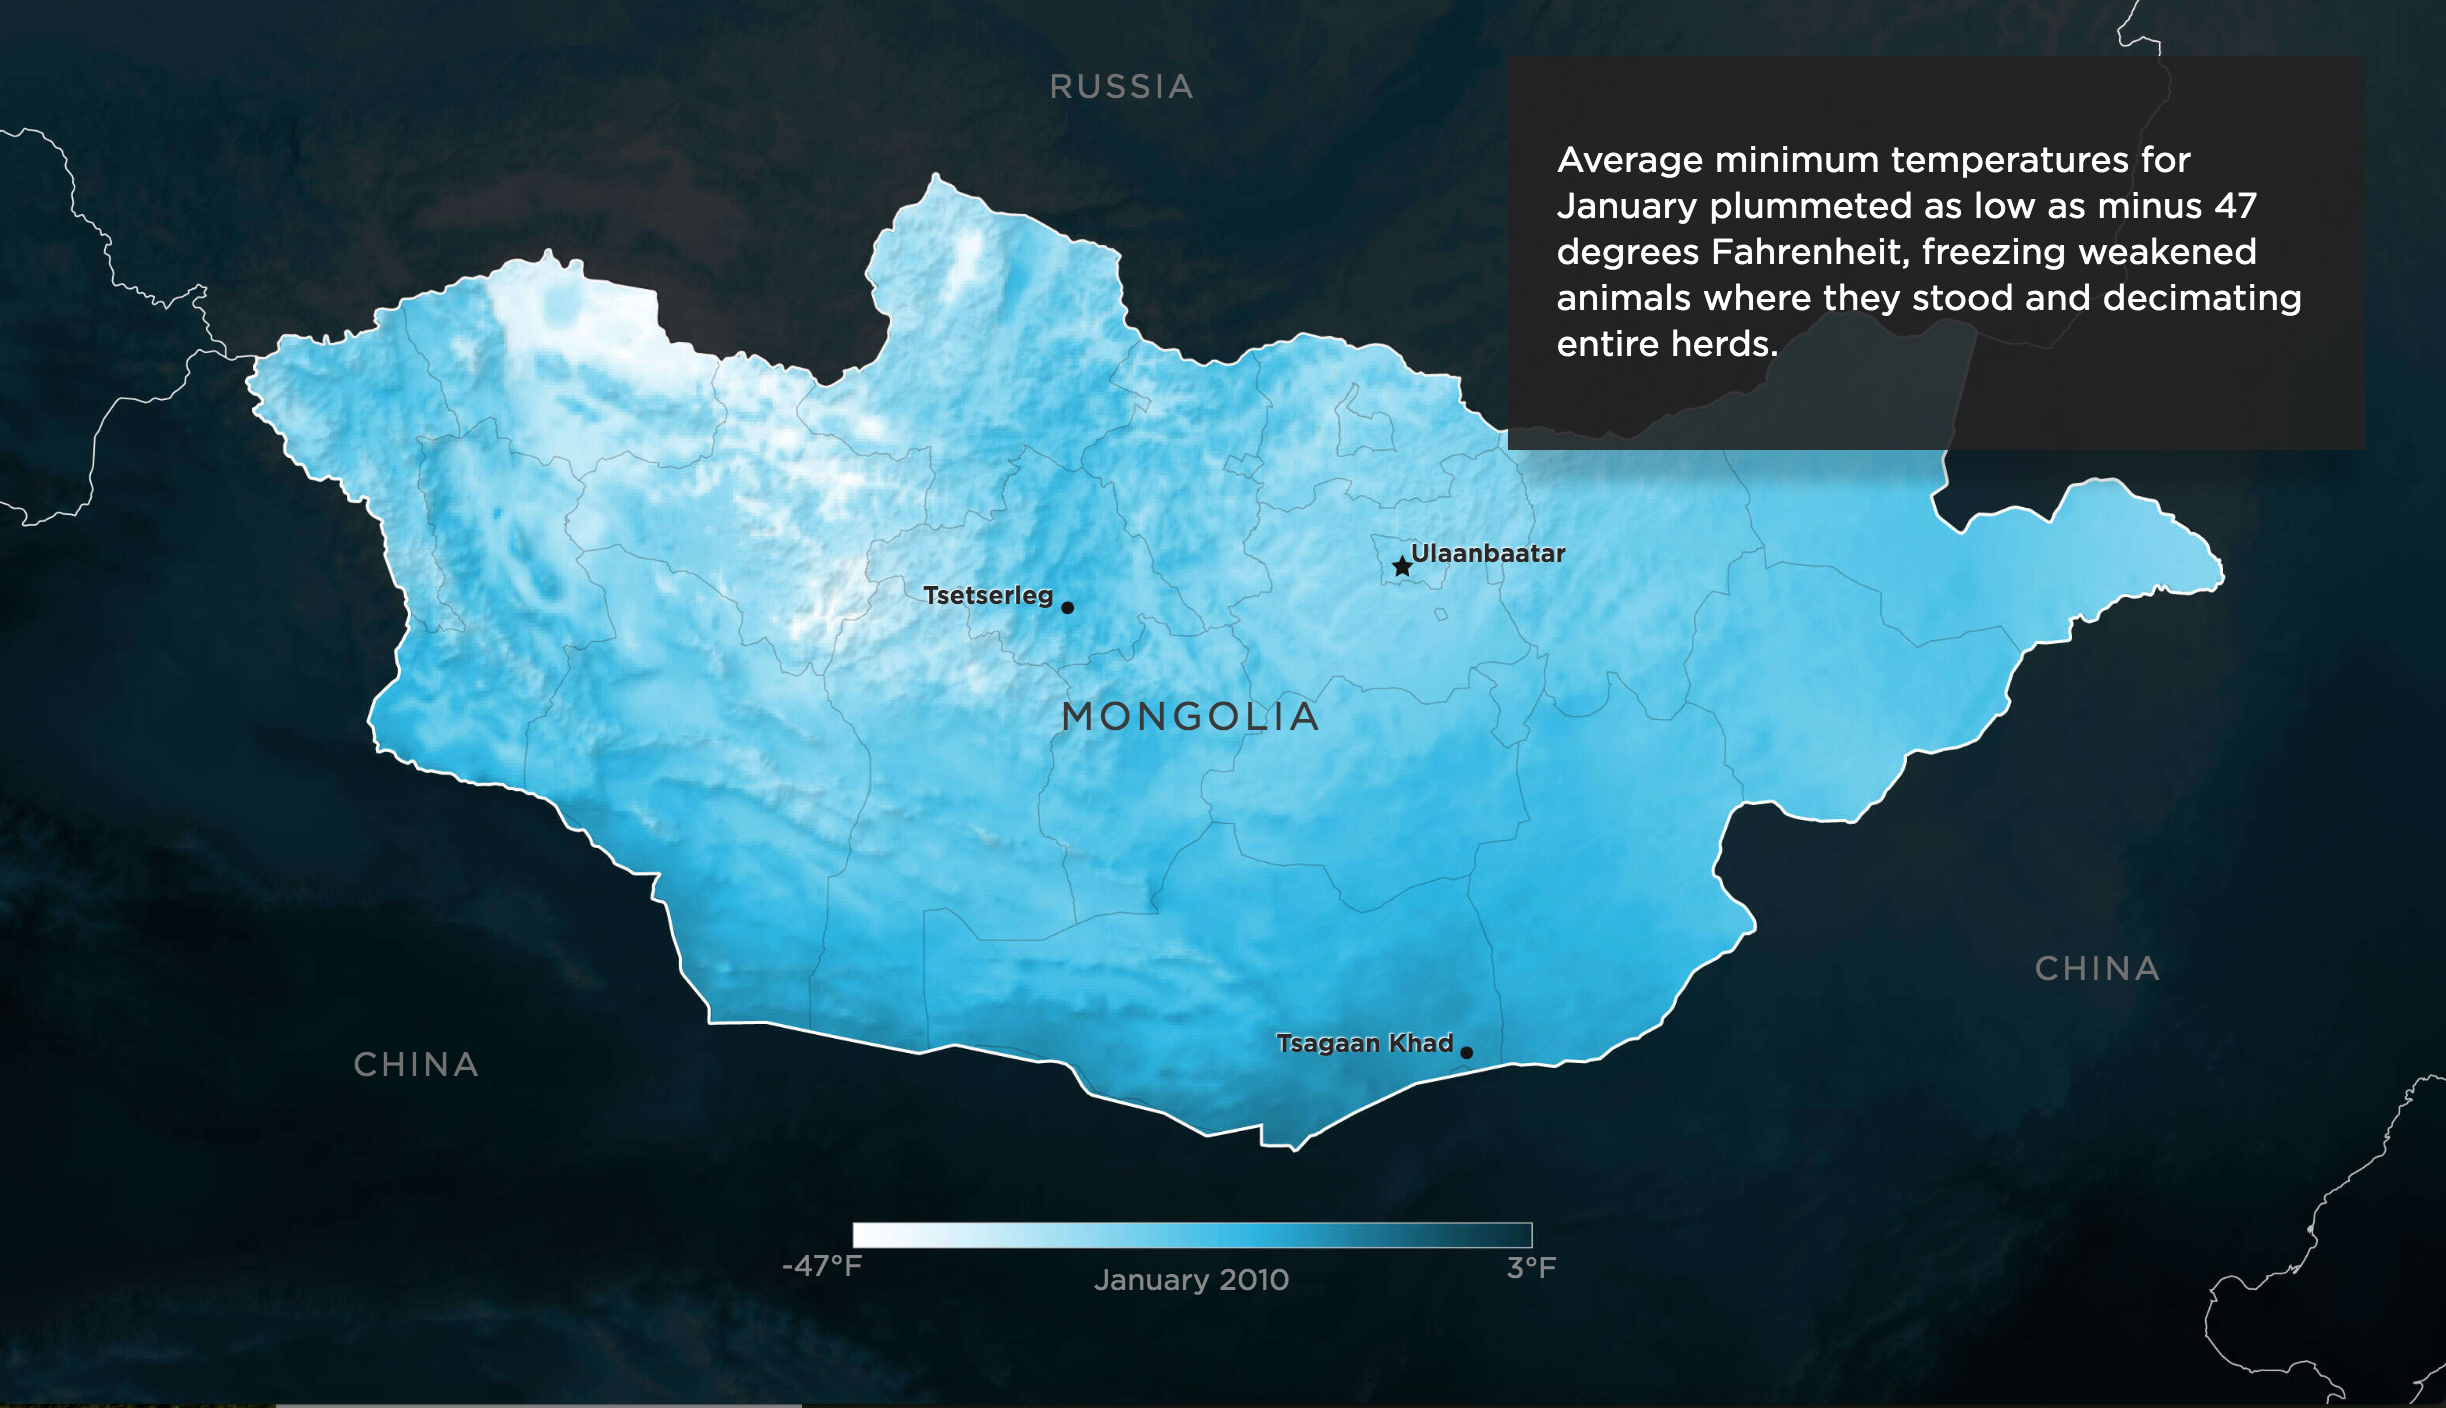 RUSSIA
Average minimum temperatures for
January plummeted as low as minus 47
degrees Fahrenheit, freezing weakened
animals where they stood and decimating
entire herds.
Ulaanbaatar
Tsetserleg
MONGOLIA
CHINA
Tsagaan Khad
CHINA
-47°F
3°F
January 2010